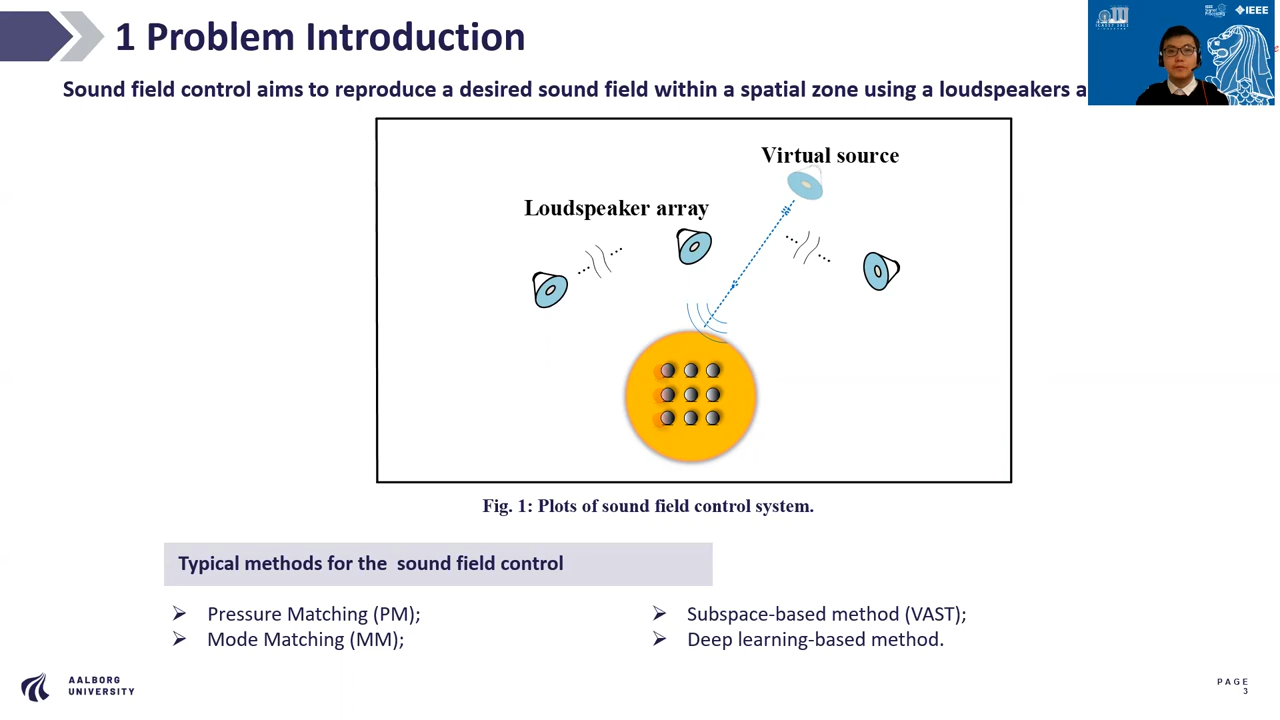 1 Problem Introduction
IEEE
Sound field control aims to reproduce a desired sound field within a spatial zone using a loudspeakers a
Virtual source
Loudspeaker array
Fig. 1: Plots of sound field control system.
Typical methods for the sound field control
➢ Pressure Matching (PM);
➢ Mode Matching (MM);
➢ Subspace-based method (VAST);
➢ Deep learning-based method.
AALBORG
UNIVERSITY
PAGE
3